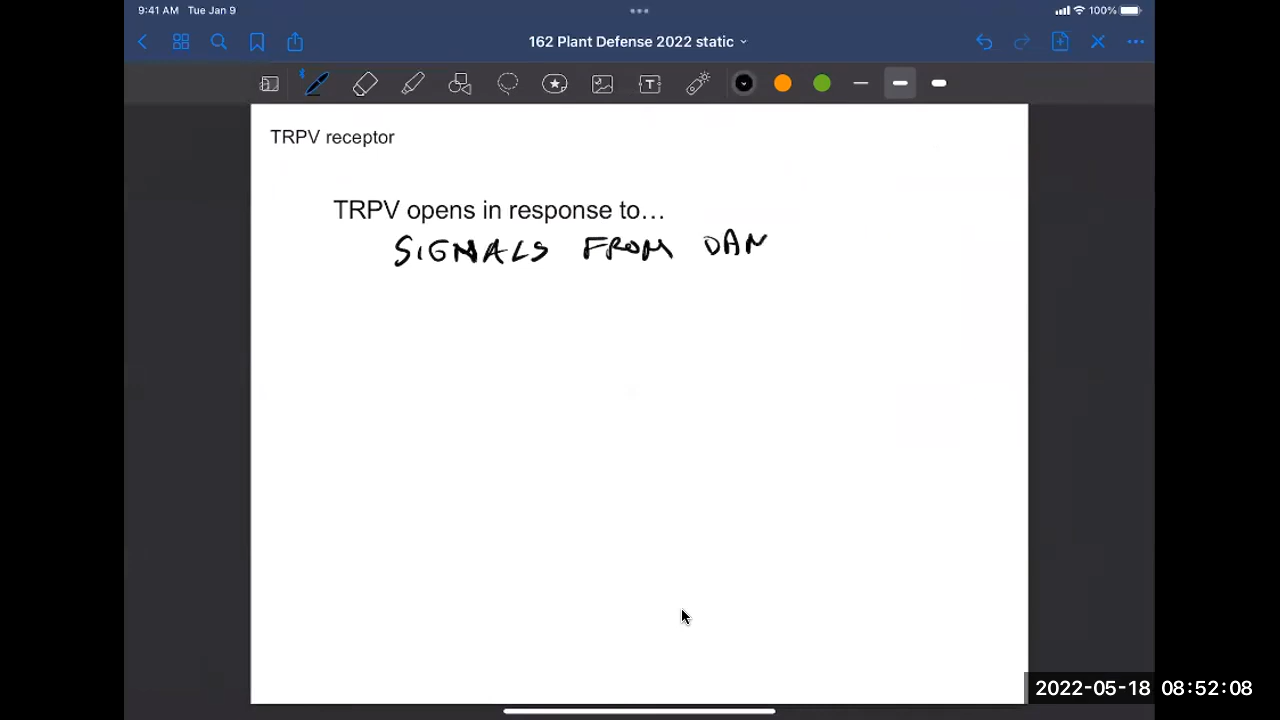 9:41 AM Tue Jan 9
100%
162 Plant Defense 2022 static
TRPV receptor
TRPV opens in response to…
SIGNALS FROM DAM
2022-05-18 08:52:08